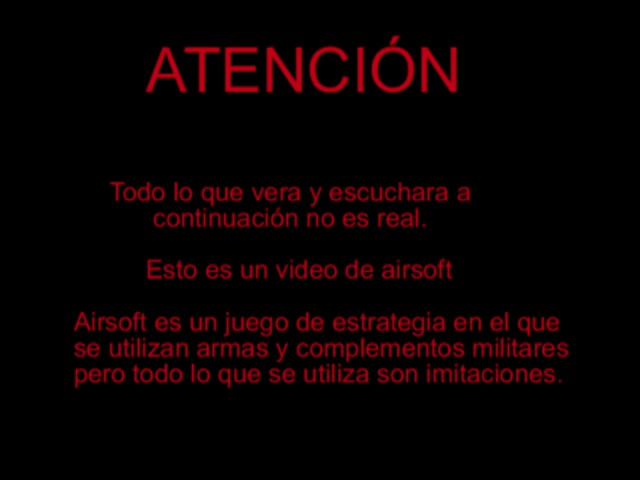 ATENCIÓN
Todo lo que vera y escuchara a
continuación no es real.
Esto es un video de airsoft
Airsoft es un juego de estrategia en el que
se utilizan armas y complementos militares
pero todo lo que se utiliza son imitaciones.